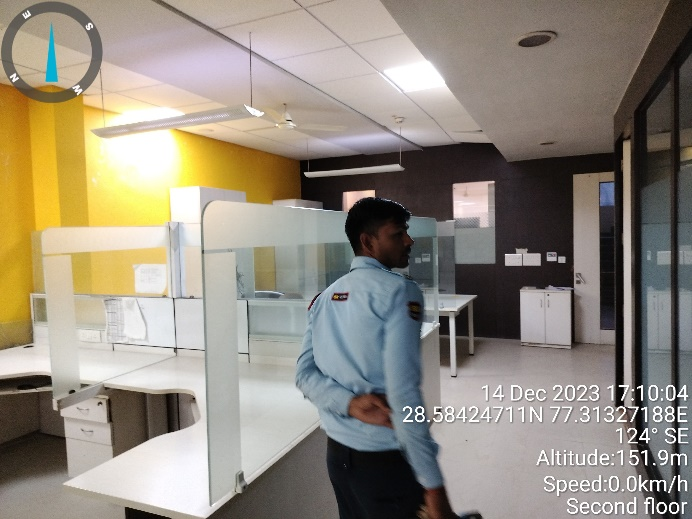 N E S W
14 Dec 2023 17:10:04
28.58424711N 77.31327188E
124° SE
Altitude:151.9m
Speed:0.0km/h
Second floor